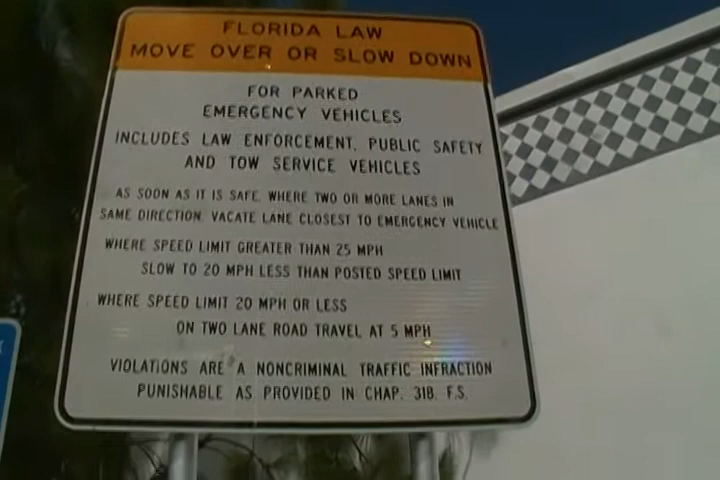 FLORIDA LAW
MOVE OVER OR SLOW DOWN
FOR PARKED
EMERGENCY VEHICLES
INCLUDES LAW ENFORCEMENT, PUBLIC SAFETY
AND TOW SERVICE VEHICLES
AS SOON AS IT IS SAFE, WHERE TWO OR MORE LANES IN
SAME DIRECTION, VACATE LANE CLOSEST TO EMERGENCY VEHICLE
WHERE SPEED LIMIT GREATER THAN 25 MPH
SLOW TO 20 MPH LESS THAN POSTED SPEED LIMIT
WHERE SPEED LIMIT 20 MPH OR LESS
ON TWO LANE ROAD TRAVEL AT 5 MPH
VIOLATIONS ARE A NONCRIMINAL TRAFFIC INFRACTION
PUNISHABLE AS PROVIDED IN CHAP. 318, F.S.